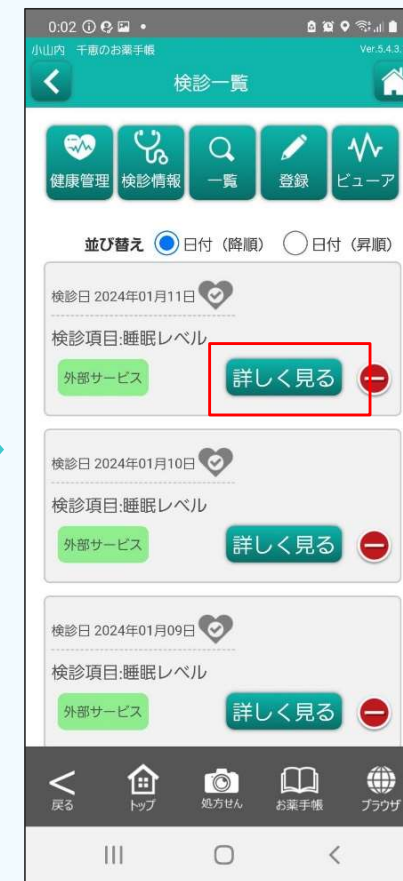 0:02
小山内 千恵のお薬手帳
Ver.5.4.3.
検診一覧
健康管理 検診情報 一覧 登録 ビューア
並び替え 日付（降順） 日付（昇順）
検診日 2024年01月11日
検診項目:睡眠レベル
外部サービス 詳しく見る
検診日 2024年01月10日
検診項目:睡眠レベル
外部サービス 詳しく見る
検診日 2024年01月09日
検診項目:睡眠レベル
外部サービス 詳しく見る
戻る トップ 処方せん お薬手帳 ブラウザ